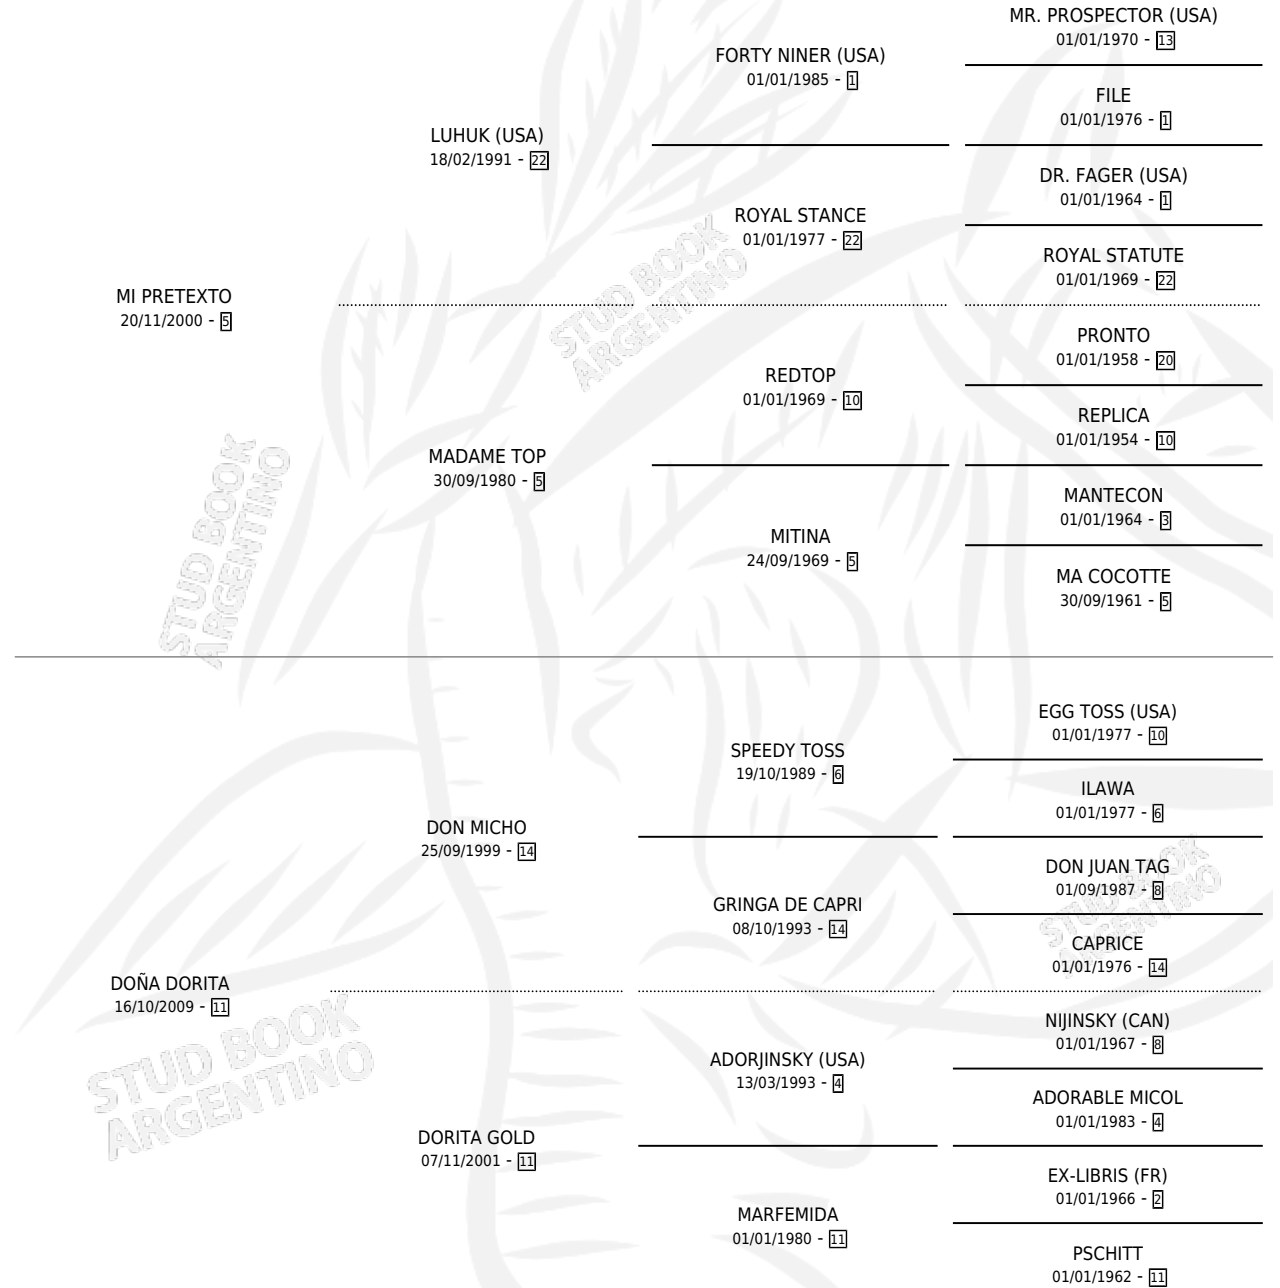 MR. PROSPECTOR (USA)
01/01/1970 - 13
FORTY NINER (USA)
01/01/1985 - 1
FILE
01/01/1976 - 1
LUHUK (USA)
18/02/1991 - 22
DR. FAGER (USA)
01/01/1964 - 1
ROYAL STANCE
01/01/1977 - 22
ROYAL STATUTE
01/01/1969 - 22
MI PRETEXTO
20/11/2000 - 5
PRONTO
01/01/1958 - 20
REDTOP
01/01/1969 - 10
REPLICA
01/01/1954 - 10
MADAME TOP
30/09/1980 - 5
MANTECON
01/01/1964 - 3
MITINA
24/09/1969 - 5
MA COCOTTE
30/09/1961 - 5
STUD BOOK
ARGENTINO
STUD BOOK
ARGENTINO
EGG TOSS (USA)
01/01/1977 - 10
SPEEDY TOSS
19/10/1989 - 6
ILAWA
01/01/1977 - 6
DON MICHO
25/09/1999 - 14
DON JUAN TAG
01/09/1987 - 8
GRINGA DE CAPRI
08/10/1993 - 14
CAPRICE
01/01/1976 - 14
STUD BOOK
ARGENTINO
DOÑA DORITA
16/10/2009 - 11
NIJINSKY (CAN)
01/01/1967 - 8
ADORJINSKY (USA)
13/03/1993 - 4
ADORABLE MICOL
01/01/1983 - 4
STUD BOOK
ARGENTINO
DORITA GOLD
07/11/2001 - 11
EX-LIBRIS (FR)
01/01/1966 - 2
MARFEMIDA
01/01/1980 - 11
PSCHITT
01/01/1962 - 11